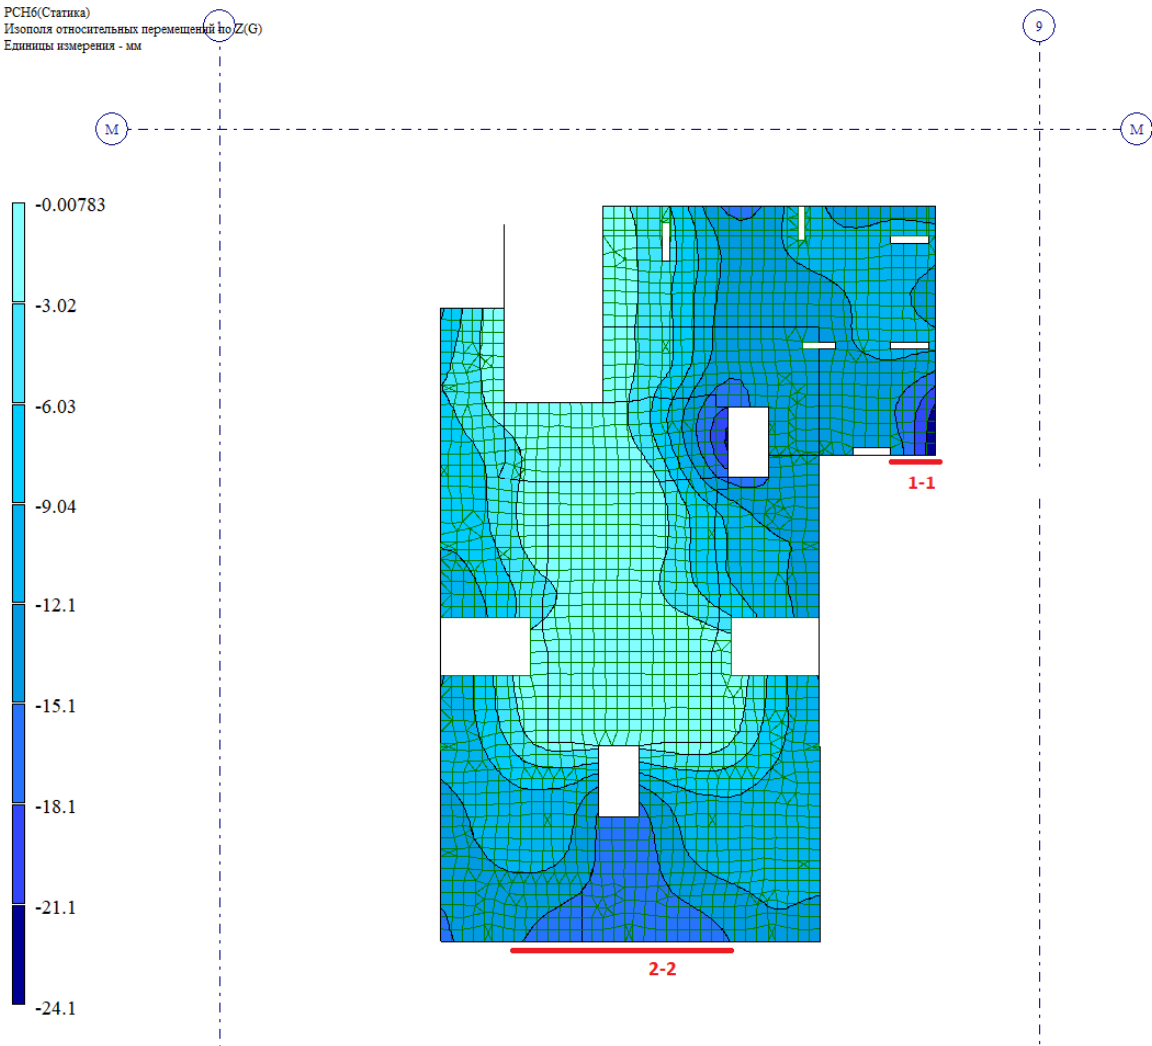 РСН6(Статика)
Изополя относительных перемещений по Z(G)
Единицы измерения - мм
9
М
М
-0.00783
-3.02
-6.03
-9.04
-12.1
-15.1
-18.1
-21.1
-24.1
1-1
2-2